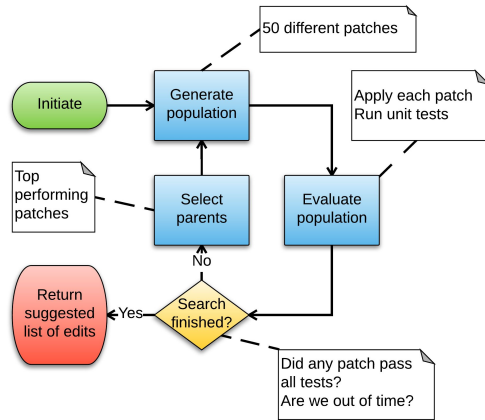 50 different patches
Initiate
Generate
population
Apply each patch
Run unit tests
Top
performing
patches
Select
parents
Evaluate
population
No
Return
suggested
list of edits
Yes
Search
finished?
Did any patch pass
all tests?
Are we out of time?